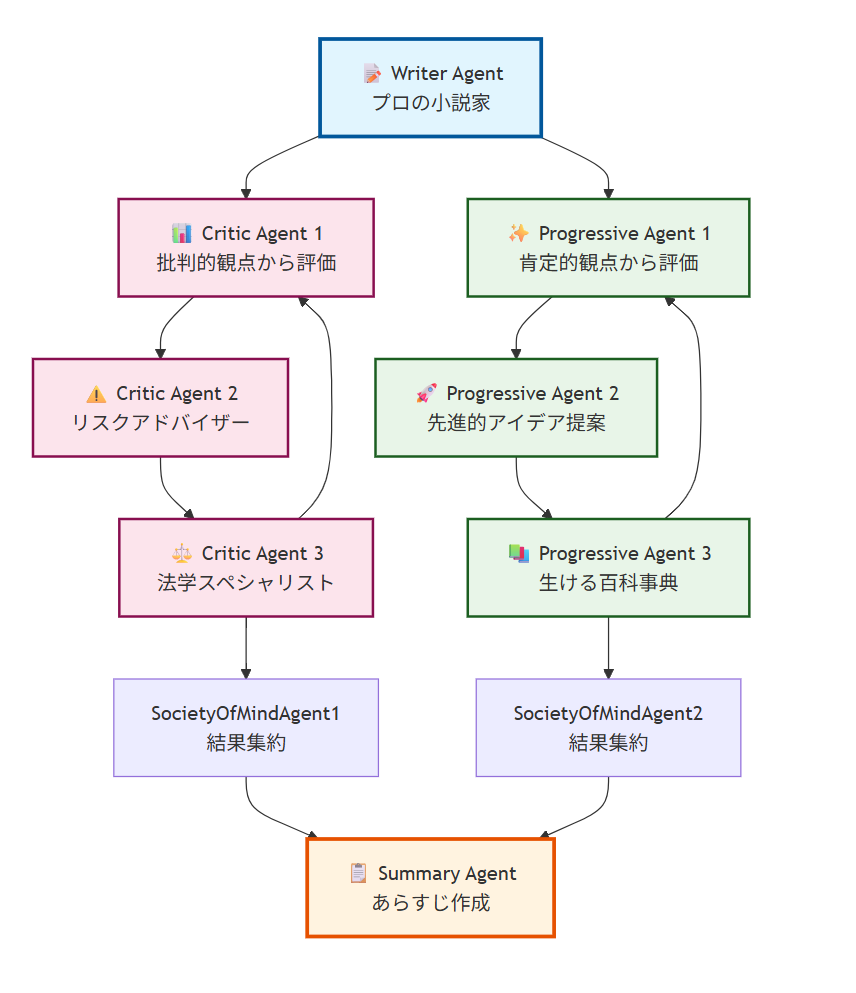 📝 Writer Agent
プロの小説家
📊 Critic Agent 1
批判的観点から評価
✨ Progressive Agent 1
肯定的観点から評価
⚠️ Critic Agent 2
リスクアドバイザー
🚀 Progressive Agent 2
先進的アイデア提案
⚖️ Critic Agent 3
法学スペシャリスト
📚 Progressive Agent 3
生ける百科事典
SocietyOfMindAgent1
結果集約
SocietyOfMindAgent2
結果集約
📋 Summary Agent
あらすじ作成